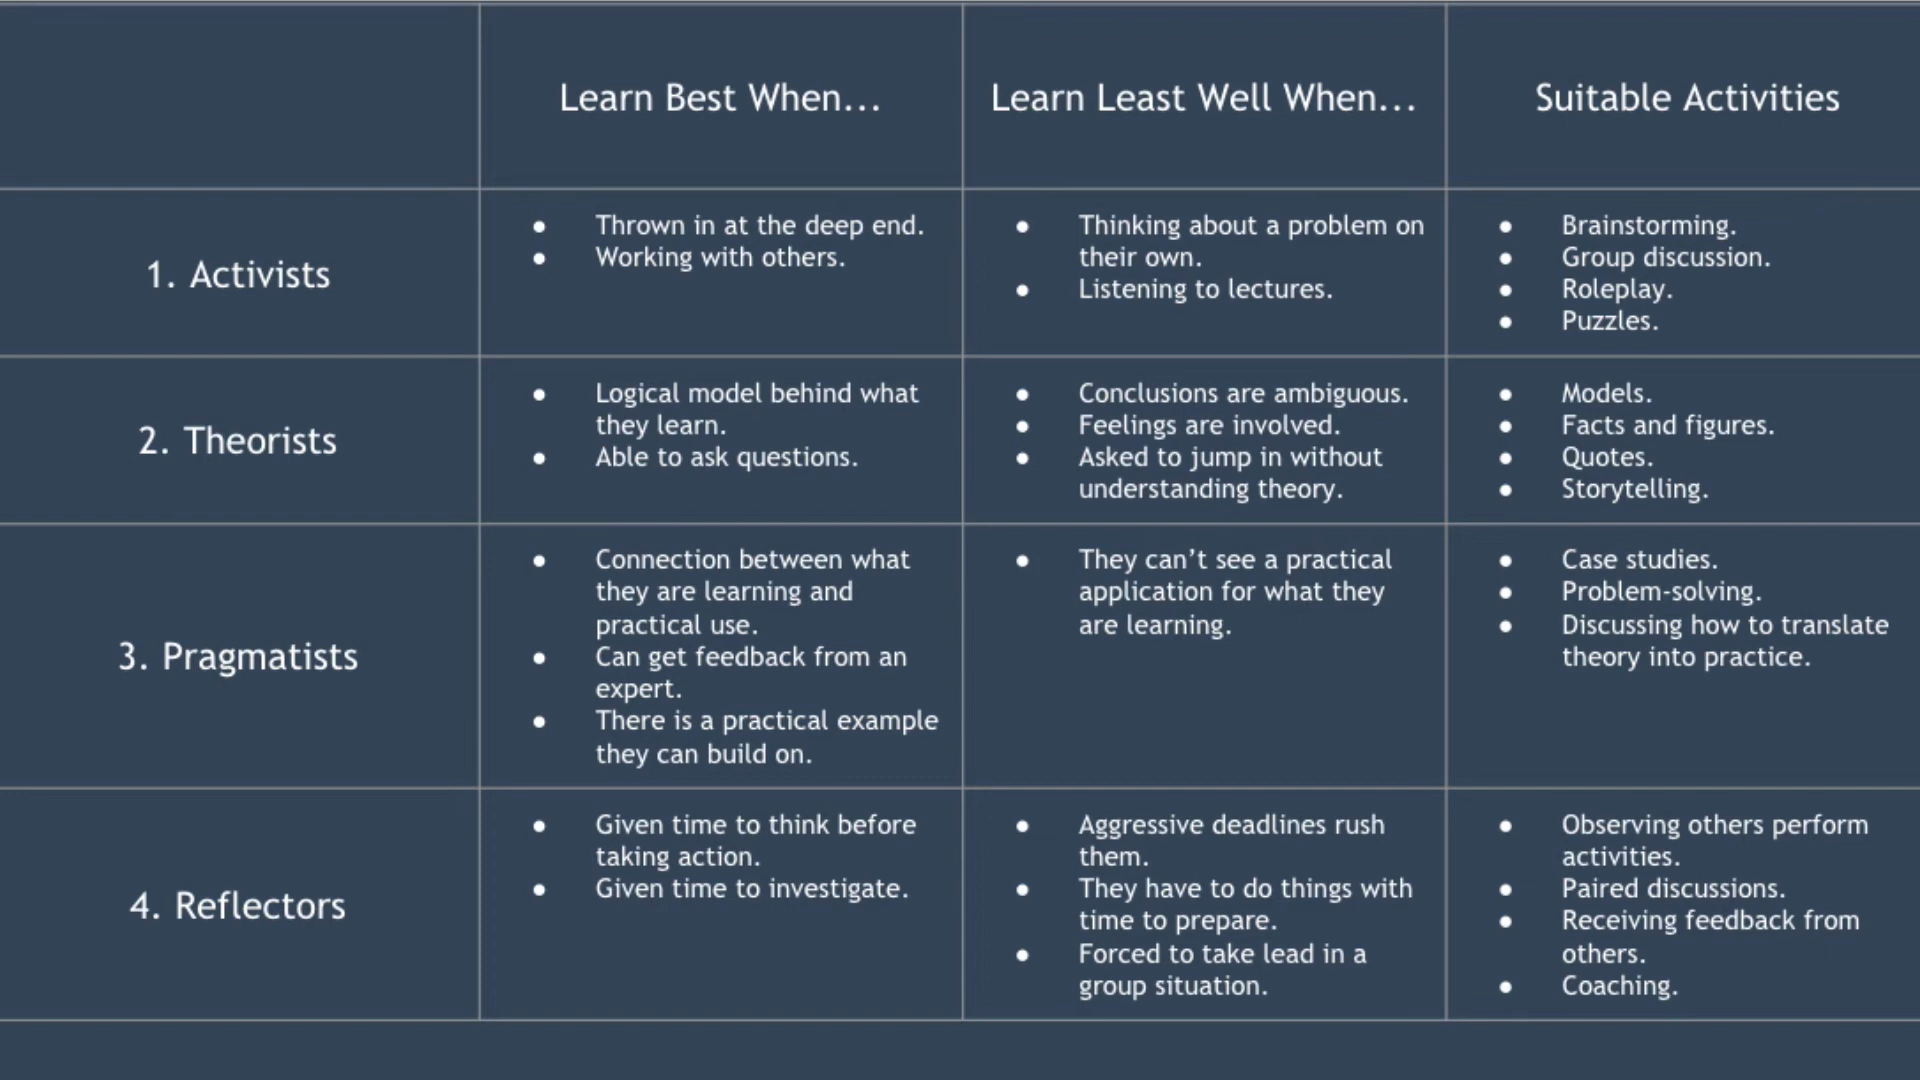 Learn Best When...
Learn Least Well When...
Suitable Activities
1. Activists
● Thrown in at the deep end.
● Working with others.
● Thinking about a problem on
their own.
● Listening to lectures.
● Brainstorming.
● Group discussion.
● Roleplay.
● Puzzles.
2. Theorists
● Logical model behind what
they learn.
● Able to ask questions.
● Conclusions are ambiguous.
● Feelings are involved.
● Asked to jump in without
understanding theory.
● Models.
● Facts and figures.
● Quotes.
● Storytelling.
3. Pragmatists
● Connection between what
they are learning and
practical use.
● Can get feedback from an
expert.
● There is a practical example
they can build on.
● They can’t see a practical
application for what they
are learning.
● Case studies.
● Problem-solving.
● Discussing how to translate
theory into practice.
4. Reflectors
● Given time to think before
taking action.
● Given time to investigate.
● Aggressive deadlines rush
them.
● They have to do things with
time to prepare.
● Forced to take lead in a
group situation.
● Observing others perform
activities.
● Paired discussions.
● Receiving feedback from
others.
● Coaching.